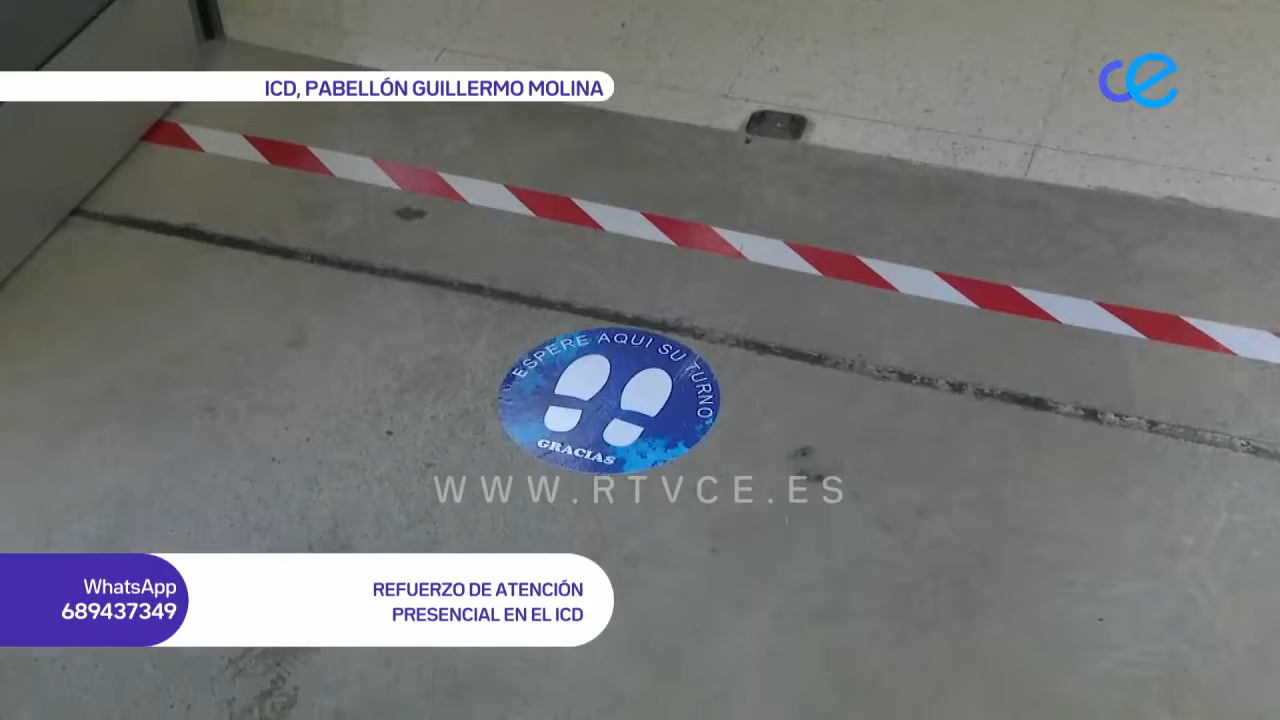 ICD, PABELLÓN GUILLERMO MOLINA
ce
ESPERE AQUI SU TURNO
GRACIAS
WWW.RTVCE.ES
WhatsApp
689437349
REFUERZO DE ATENCIÓN
PRESENCIAL EN EL ICD